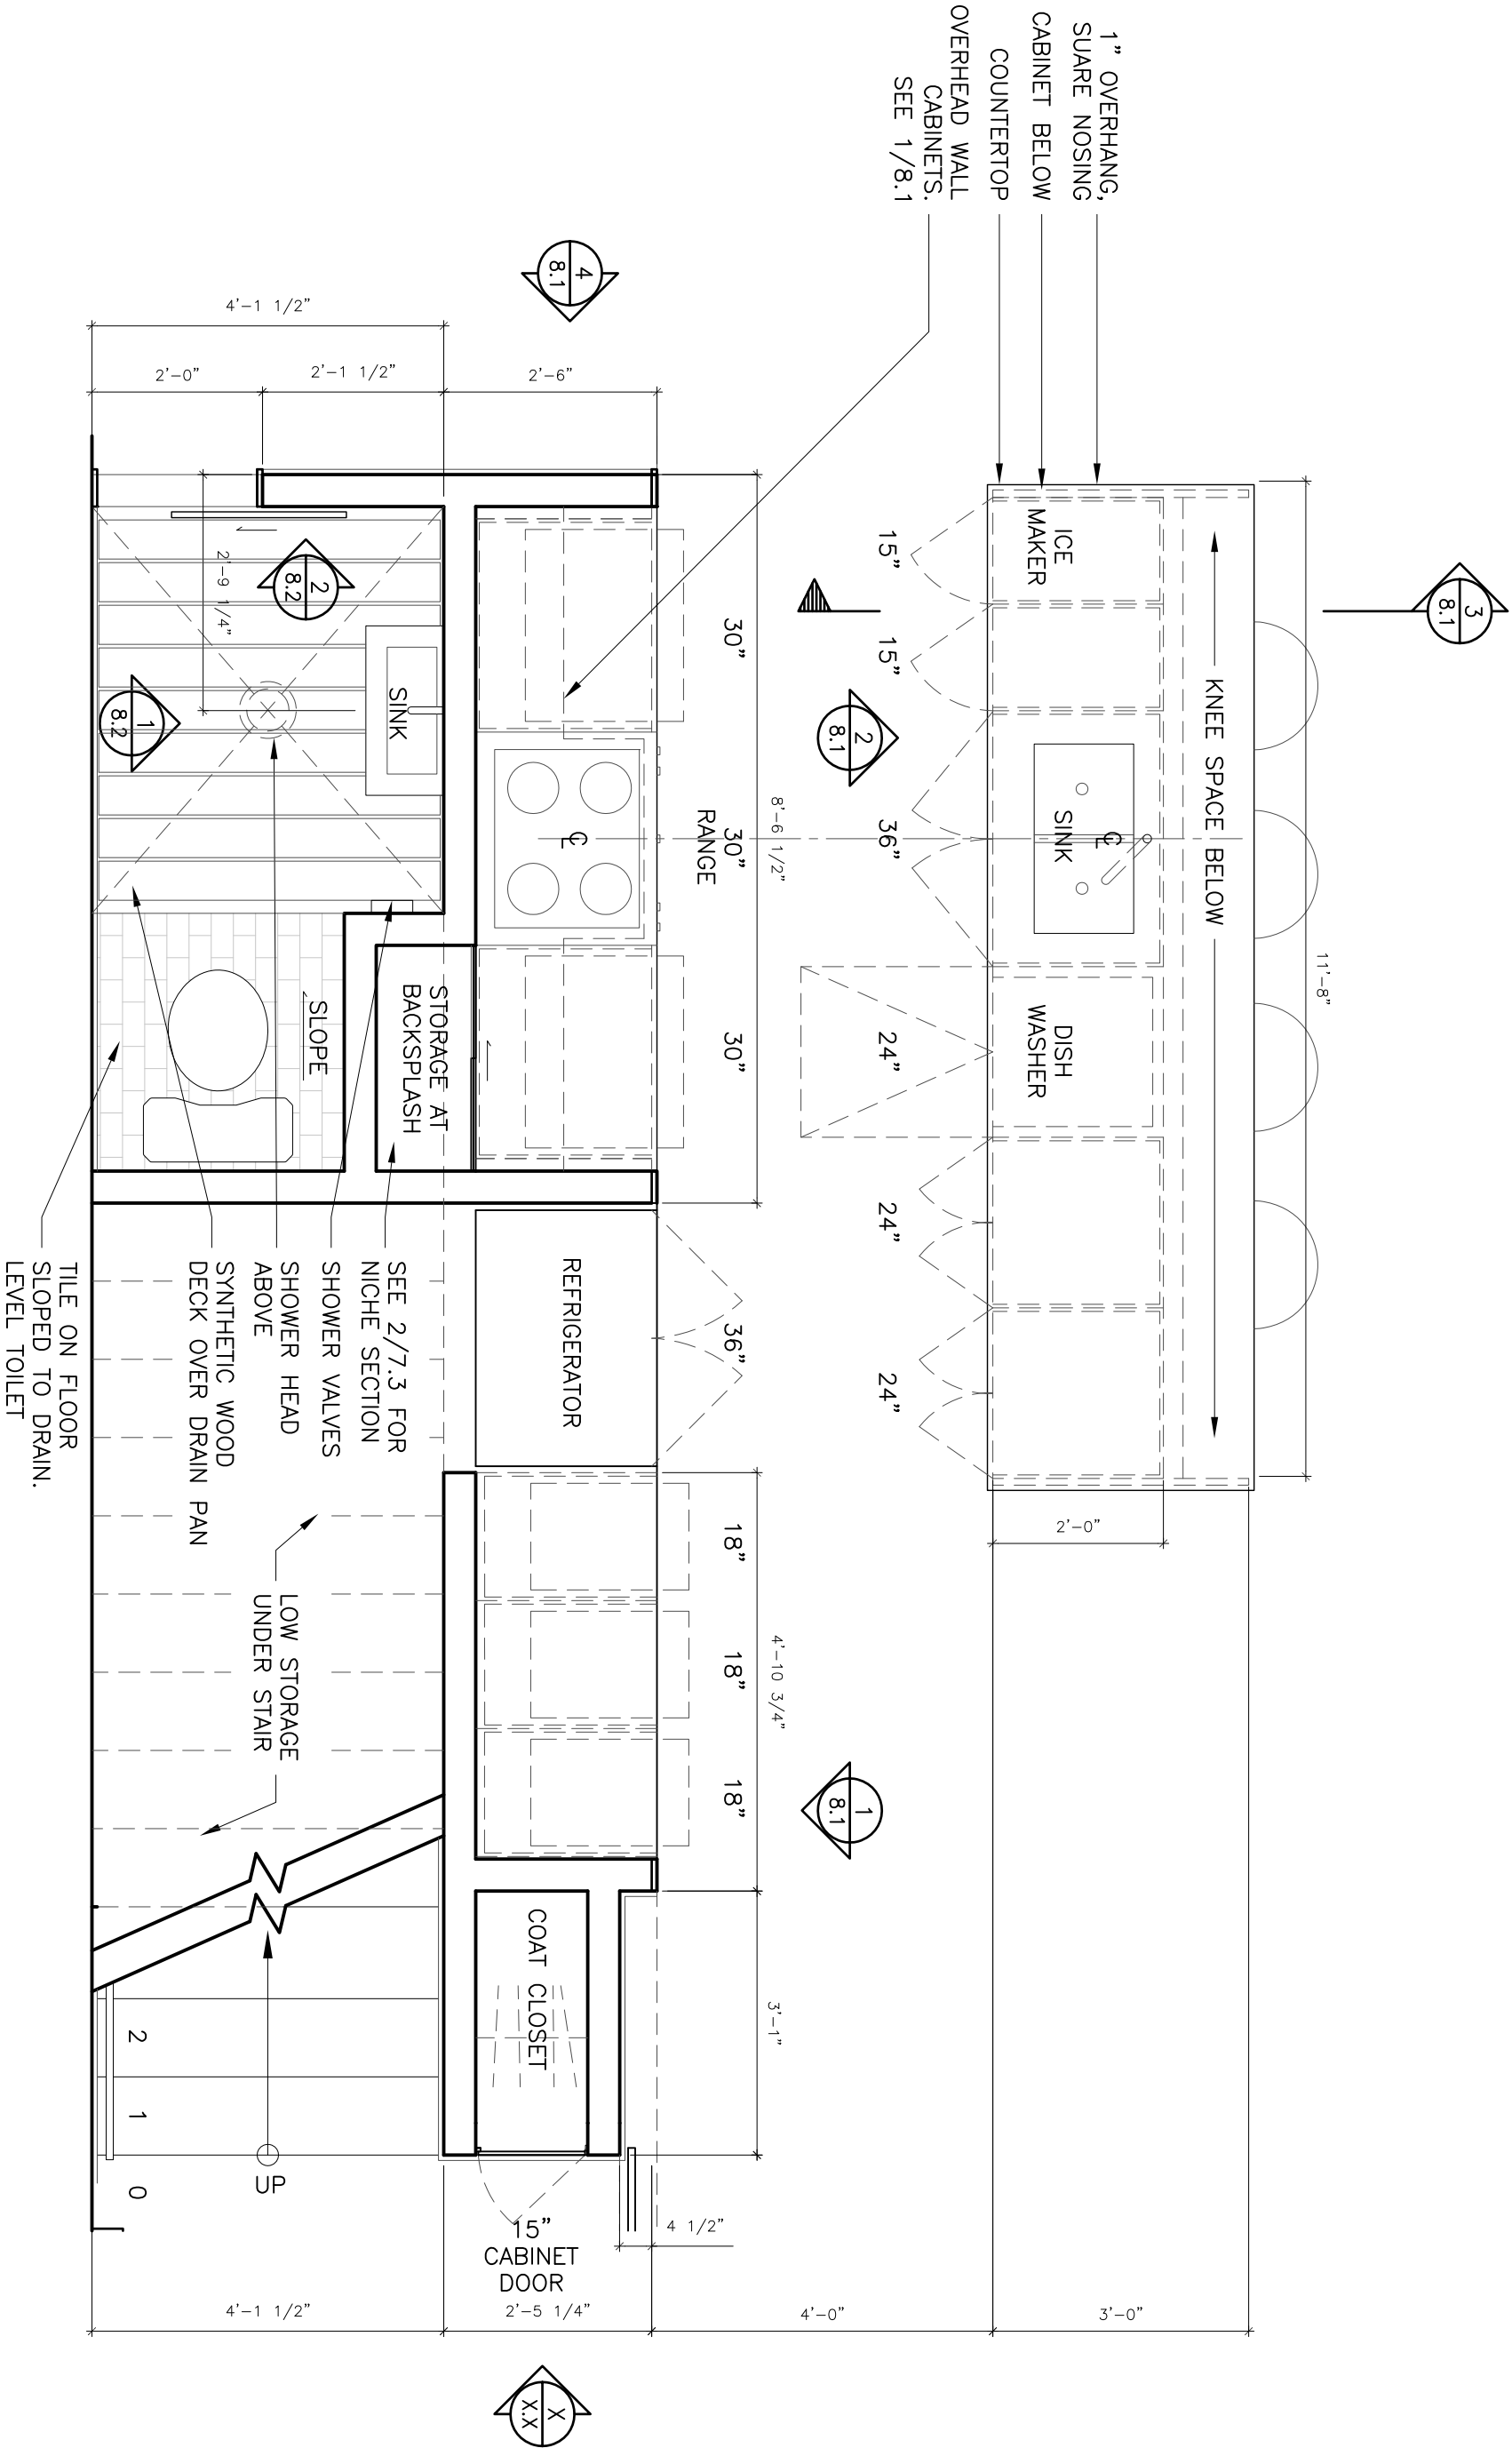 1" OVERHANG,
SUARE NOSING
CABINET BELOW
COUNTERTOP
OVERHEAD WALL
CABINETS.
SEE 1/8.1
3
8.1
11'-8"
KNEE SPACE BELOW
ICE
MAKER
SINK
CL
DISH
WASHER
15"
15"
36"
24"
24"
24"
2'-0"
2
8.1
1
8.1
4
8.1
8'-6 1/2"
4'-10 3/4"
3'-1"
30"
30"
RANGE
30"
36"
18"
18"
18"
CL
REFRIGERATOR
COAT CLOSET
STORAGE AT
BACKSPLASH
4'-1 1/2"
2'-0"
2'-1 1/2"
2'-6"
2'-9 1/4"
2
8.2
1
8.2
SINK
SLOPE
SEE 2/7.3 FOR
NICHE SECTION
SHOWER VALVES
SHOWER HEAD
ABOVE
SYNTHETIC WOOD
DECK OVER DRAIN PAN
TILE ON FLOOR
SLOPED TO DRAIN.
LEVEL TOILET
LOW STORAGE
UNDER STAIR
2
1
0
UP
15"
CABINET
DOOR
4 1/2"
4'-1 1/2"
2'-5 1/4"
4'-0"
3'-0"
X
X.X